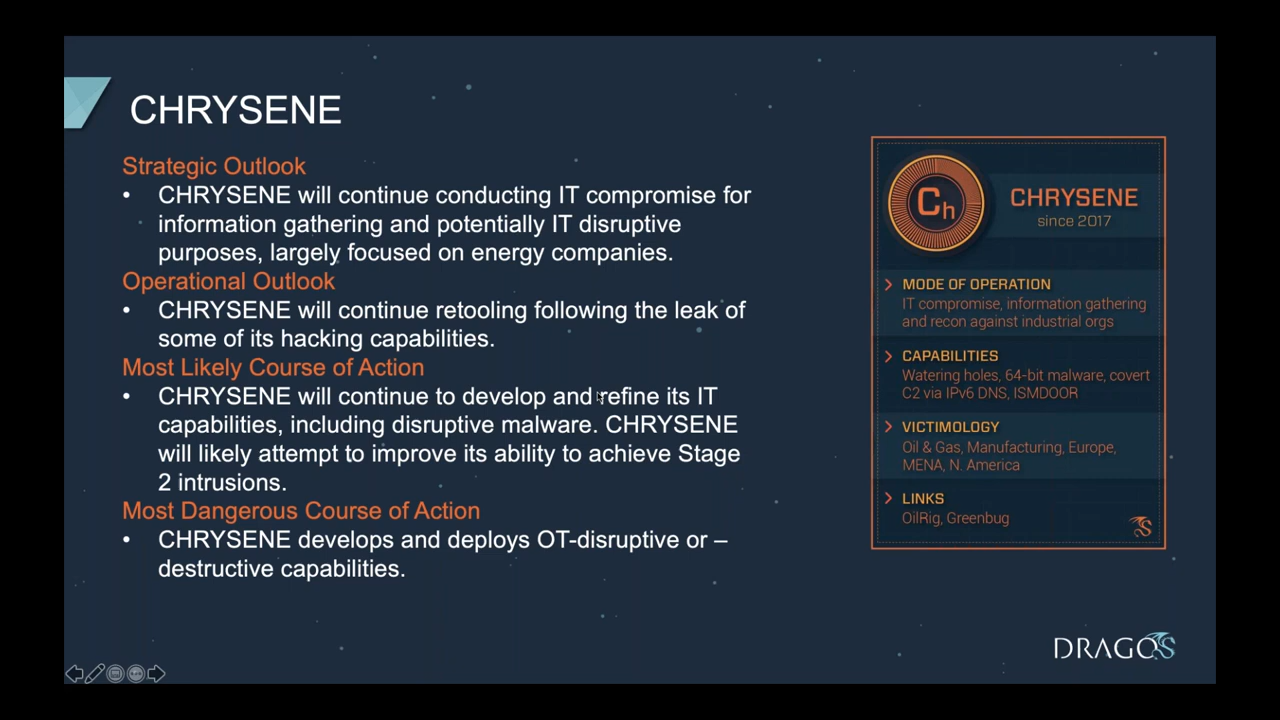 CHRYSENE
Strategic Outlook
• CHRYSENE will continue conducting IT compromise for
information gathering and potentially IT disruptive
purposes, largely focused on energy companies.
Operational Outlook
• CHRYSENE will continue retooling following the leak of
some of its hacking capabilities.
Most Likely Course of Action
• CHRYSENE will continue to develop and refine its IT
capabilities, including disruptive malware. CHRYSENE
will likely attempt to improve its ability to achieve Stage
2 intrusions.
Most Dangerous Course of Action
• CHRYSENE develops and deploys OT-disruptive or –
destructive capabilities.
Ch
CHRYSENE
since 2017
MODE OF OPERATION
IT compromise, information gathering
and recon against industrial orgs
CAPABILITIES
Watering holes, 64-bit malware, covert
C2 via IPv6 DNS, ISMDOOR
VICTIMOLOGY
Oil & Gas, Manufacturing, Europe,
MENA, N. America
LINKS
OilRig, Greenbug
DRAGOS